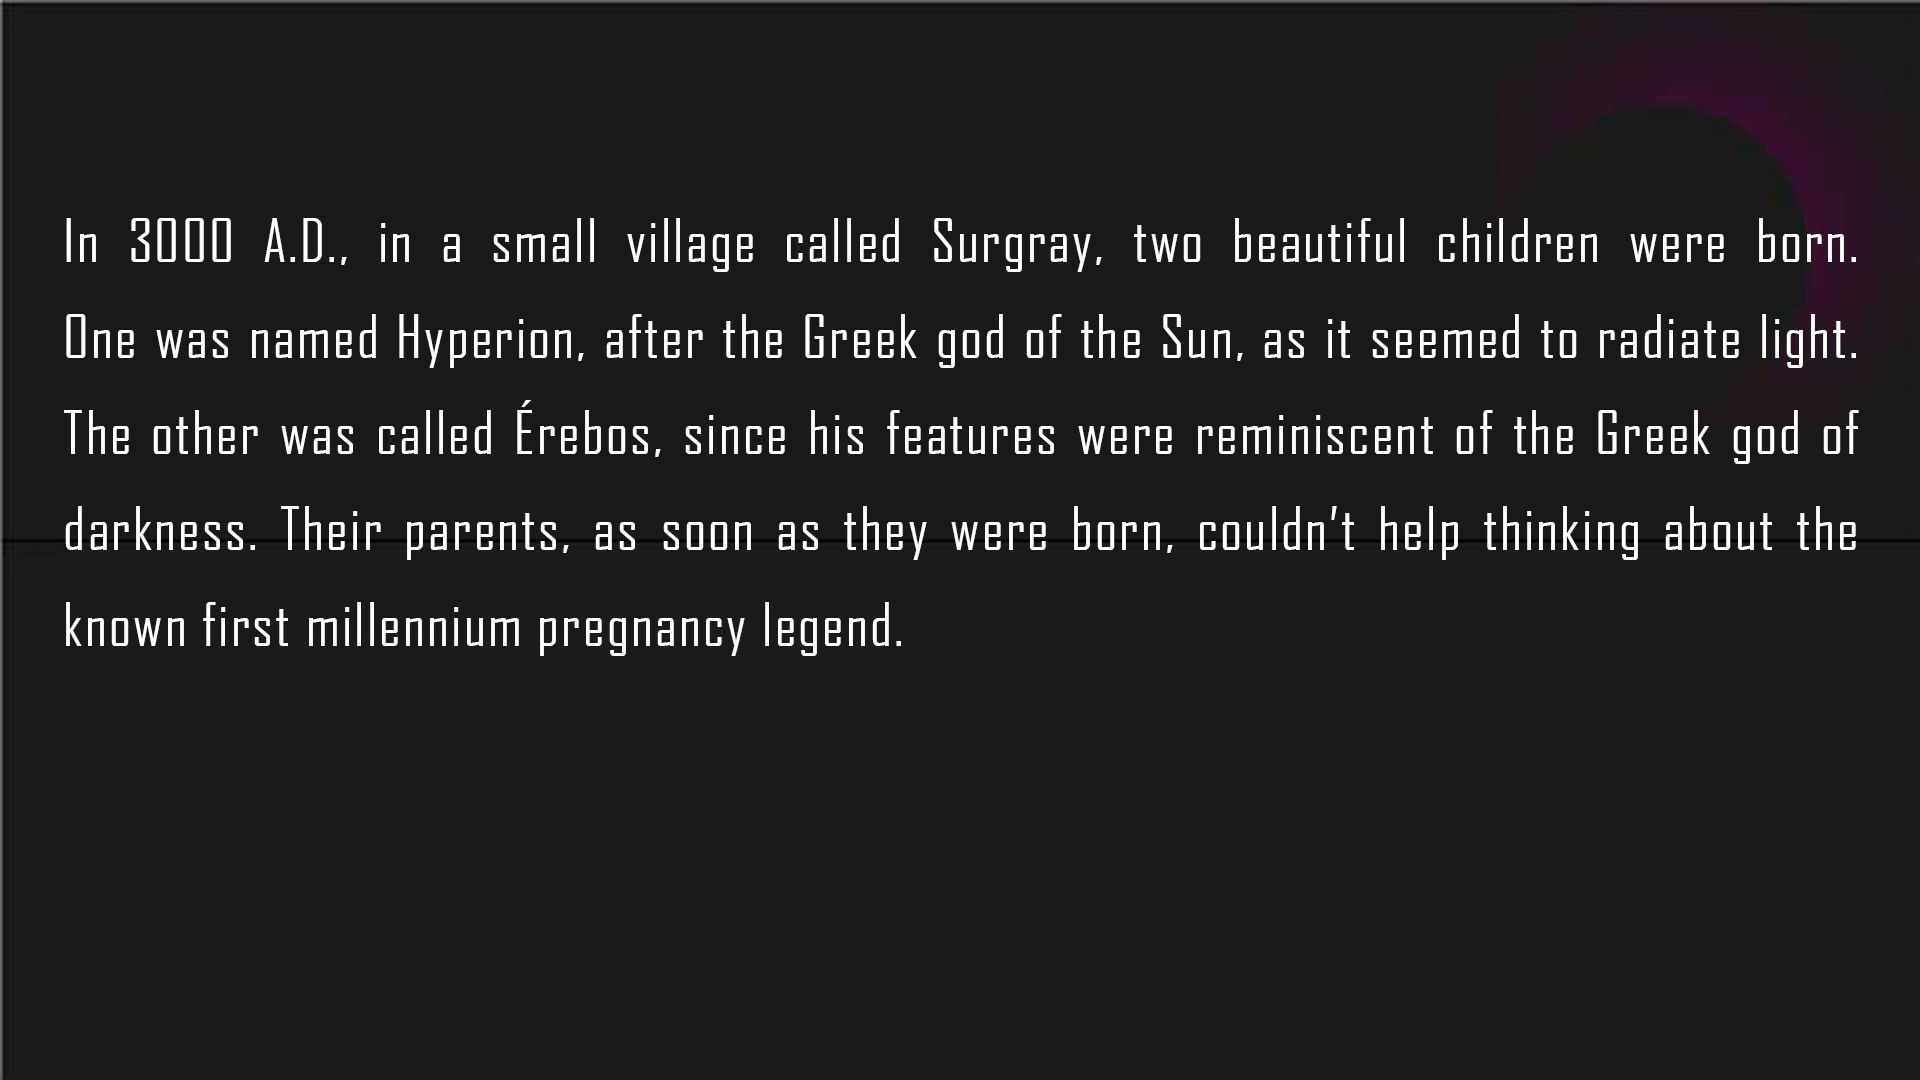 In 3000 A.D., in a small village called Surgray, two beautiful children were born.
One was named Hyperion, after the Greek god of the Sun, as it seemed to radiate light.
The other was called Érebos, since his features were reminiscent of the Greek god of
darkness. Their parents, as soon as they were born, couldn't help thinking about the
known first millennium pregnancy legend.